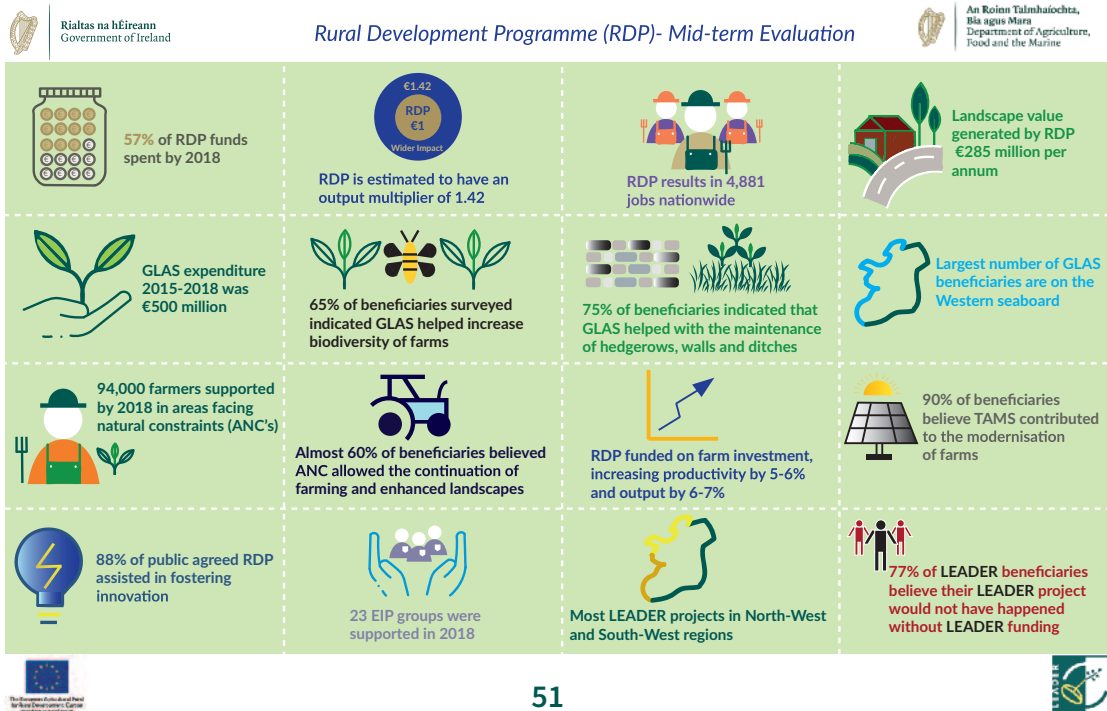 Rialtas na hÉireann
Government of Ireland
Rural Development Programme (RDP)- Mid-term Evaluation
An Roinn Talmhaíochta,
Bia agus Mara
Department of Agriculture,
Food and the Marine
57% of RDP funds
spent by 2018
€1.42
RDP
€1
Wider Impact
RDP is estimated to have an
output multiplier of 1.42
RDP results in 4,881
jobs nationwide
Landscape value
generated by RDP
€285 million per
annum
GLAS expenditure
2015-2018 was
€500 million
65% of beneficiaries surveyed
indicated GLAS helped increase
biodiversity of farms
75% of beneficiaries indicated that
GLAS helped with the maintenance
of hedgerows, walls and ditches
Largest number of GLAS
beneficiaries are on the
Western seaboard
94,000 farmers supported
by 2018 in areas facing
natural constraints (ANC's)
Almost 60% of beneficiaries believed
ANC allowed the continuation of
farming and enhanced landscapes
RDP funded on farm investment,
increasing productivity by 5-6%
and output by 6-7%
90% of beneficiaries
believe TAMS contributed
to the modernisation
of farms
88% of public agreed RDP
assisted in fostering
innovation
23 EIP groups were
supported in 2018
Most LEADER projects in North-West
and South-West regions
77% of LEADER beneficiaries
believe their LEADER project
would not have happened
without LEADER funding
The European Agricultural Fund
for Rural Development
51
LEADER